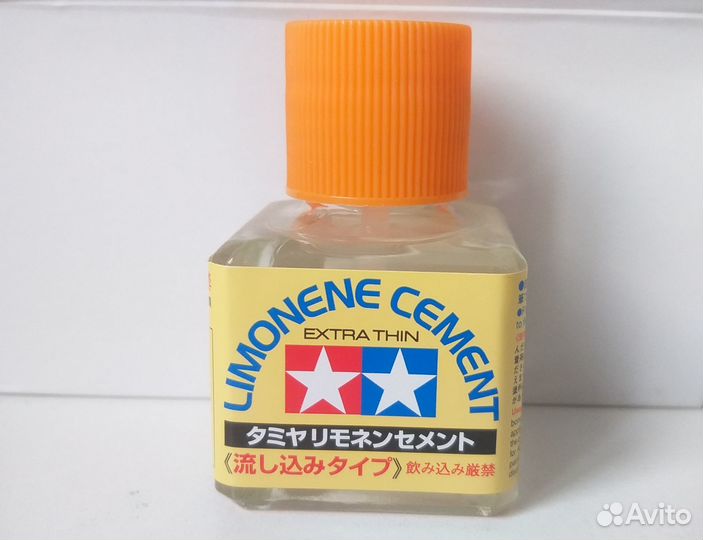 LIMONENE CEMENT
EXTRA THIN
タミヤリモネンセメント
《流し込みタイプ》飲み込み厳禁
Avito